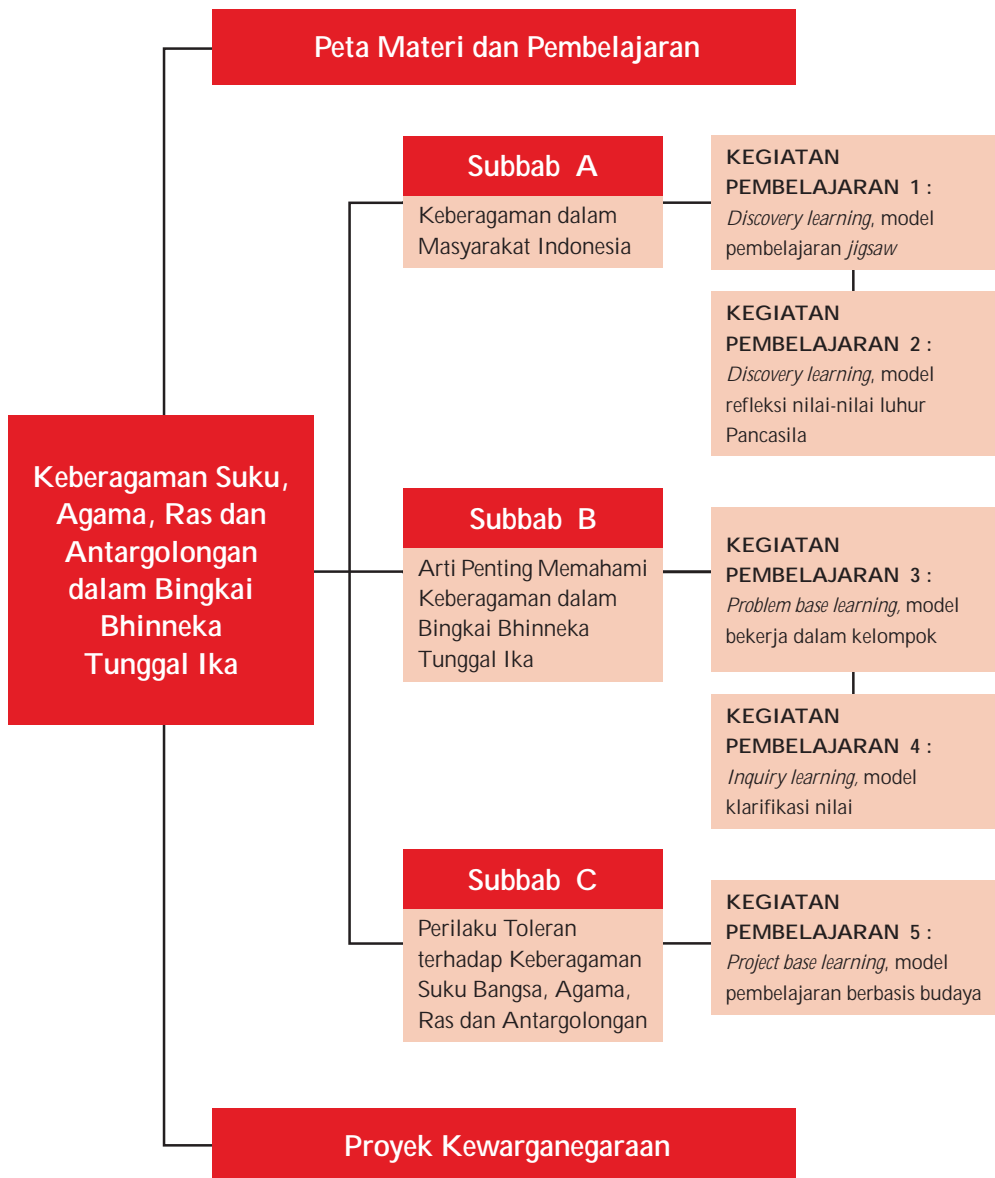 Peta Materi dan Pembelajaran
Subbab A
Keberagaman dalam
Masyarakat Indonesia
KEGIATAN
PEMBELAJARAN 1 :
Discovery learning, model
pembelajaran jigsaw
KEGIATAN
PEMBELAJARAN 2 :
Discovery learning, model
refleksi nilai-nilai luhur
Pancasila
Keberagaman Suku,
Agama, Ras dan
Antargolongan
dalam Bingkai
Bhinneka
Tunggal Ika
Subbab B
Arti Penting Memahami
Keberagaman dalam
Bingkai Bhinneka
Tunggal Ika
KEGIATAN
PEMBELAJARAN 3 :
Problem base learning, model
bekerja dalam kelompok
KEGIATAN
PEMBELAJARAN 4 :
Inquiry learning, model
klarifikasi nilai
Subbab C
Perilaku Toleran
terhadap Keberagaman
Suku Bangsa, Agama,
Ras dan Antargolongan
KEGIATAN
PEMBELAJARAN 5 :
Project base learning, model
pembelajaran berbasis budaya
Proyek Kewarganegaraan